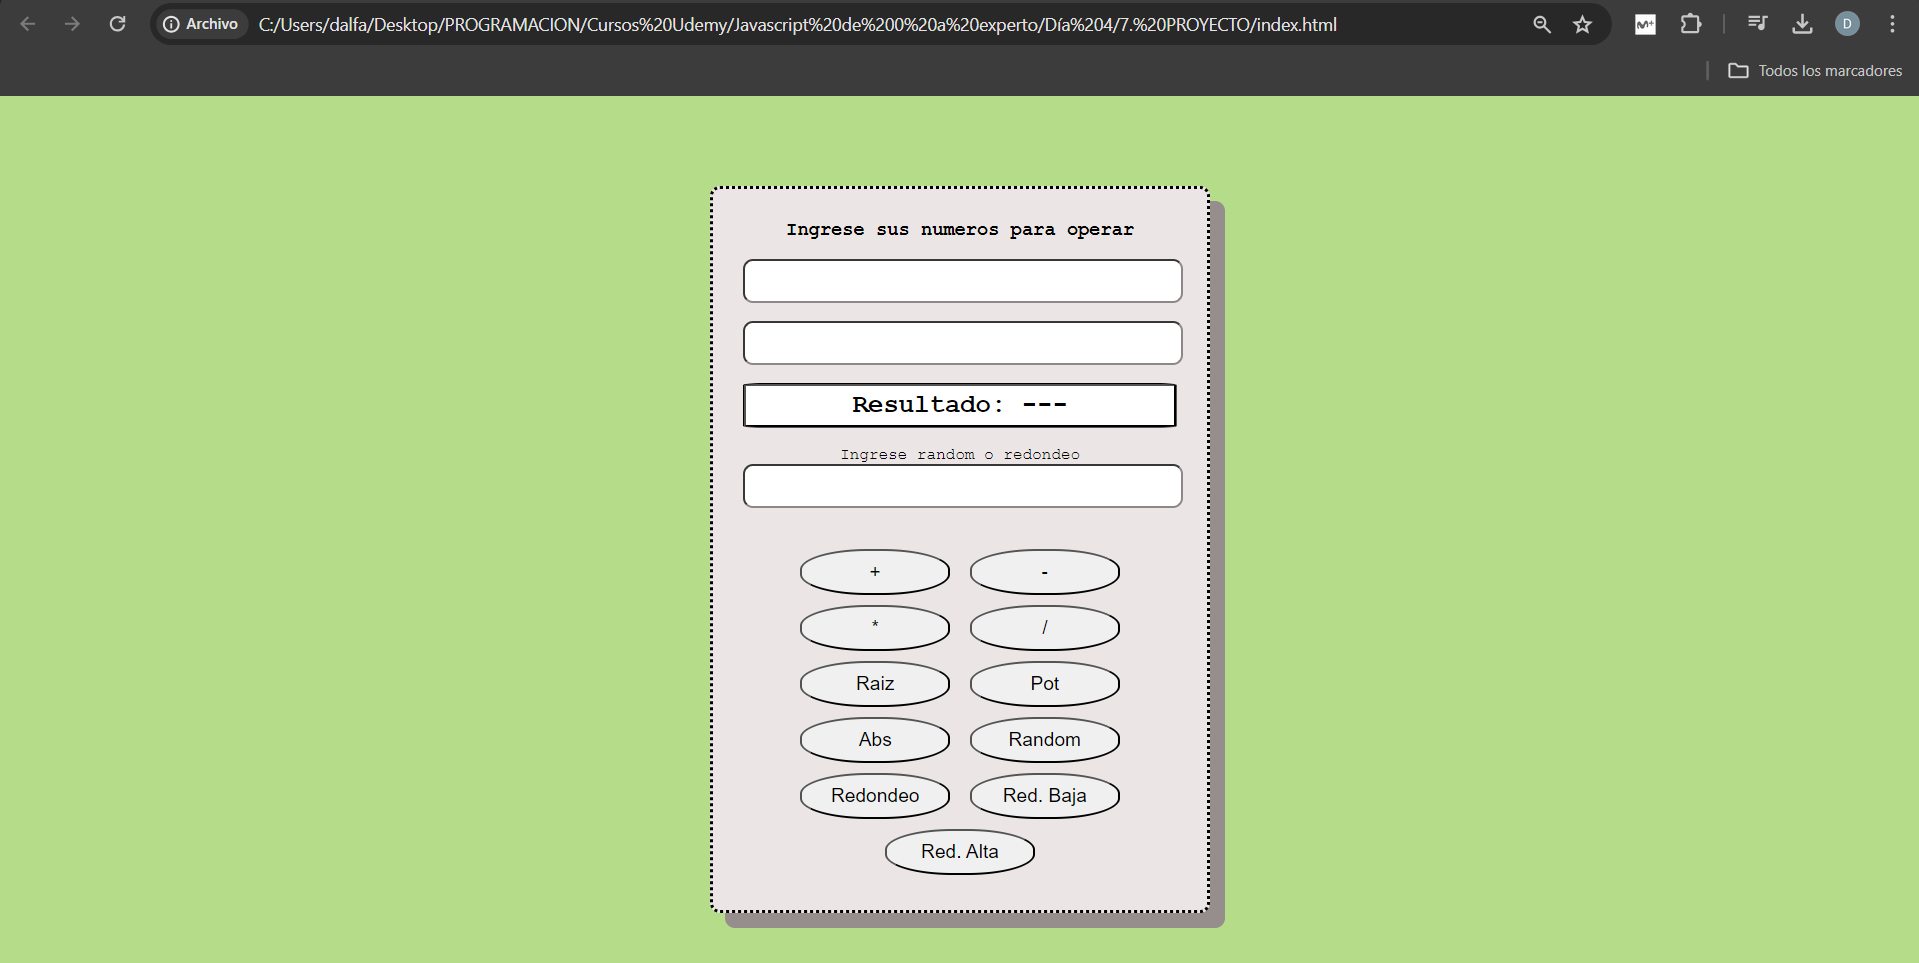 Archivo
C:/Users/dalfa/Desktop/PROGRAMACION/Cursos%20Udemy/Javascript%20de%200%20a%20experto/Día%204/7.%20PROYECTO/index.html
D
Todos los marcadores
Ingrese sus numeros para operar
Resultado: ---
Ingrese random o redondeo
+ -
* /
Raiz Pot
Abs Random
Redondeo Red. Baja
Red. Alta